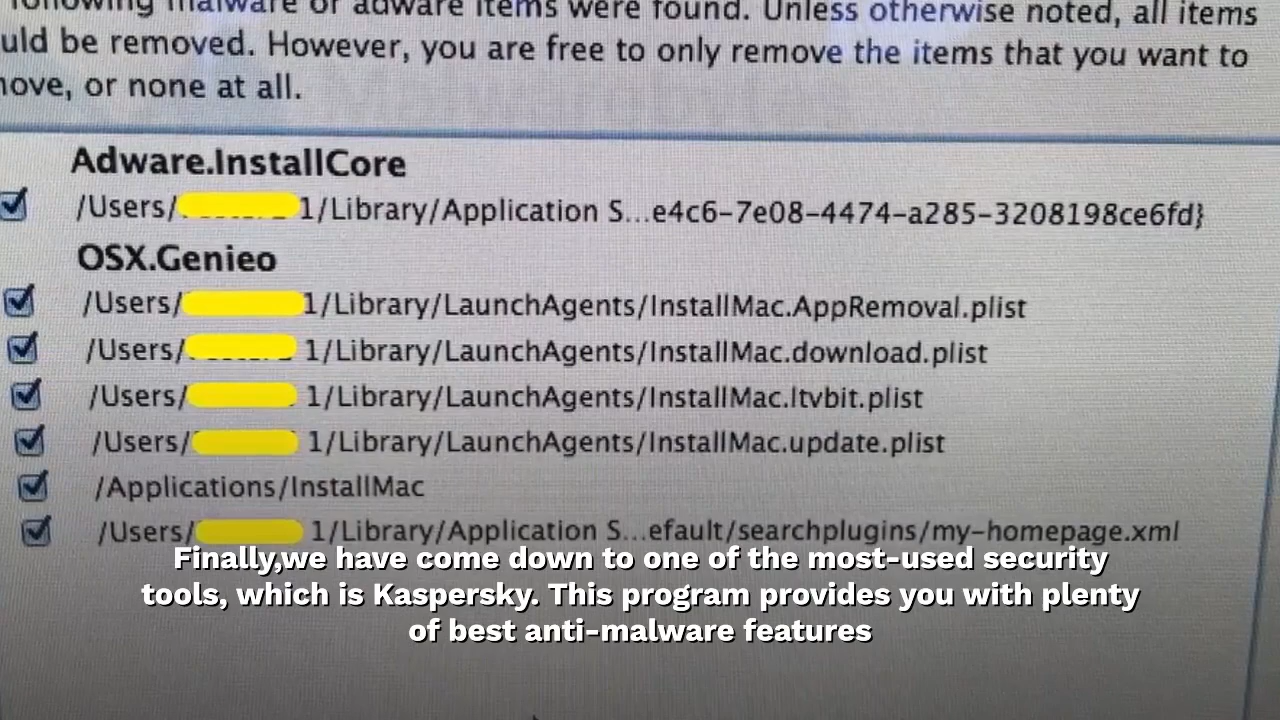 following malware or adware items were found. Unless otherwise noted, all items
uld be removed. However, you are free to only remove the items that you want to
ove, or none at all.
Adware.InstallCore
/Users/ 1/Library/Application S...e4c6-7e08-4474-a285-3208198ce6fd}
OSX.Genieo
/Users/ 1/Library/LaunchAgents/InstallMac.AppRemoval.plist
/Users/ 1/Library/LaunchAgents/InstallMac.download.plist
/Users/ 1/Library/LaunchAgents/InstallMac.ltvbit.plist
/Users/ 1/Library/LaunchAgents/InstallMac.update.plist
/Applications/InstallMac
/Users/ 1/Library/Application S...efault/searchplugins/my-homepage.xml
Finally,we have come down to one of the most-used security
tools, which is Kaspersky. This program provides you with plenty
of best anti-malware features